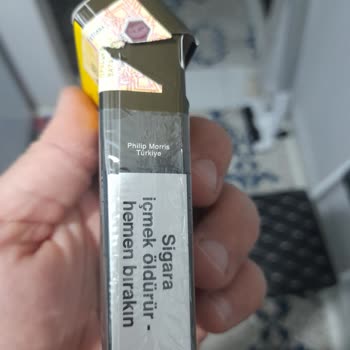 Philip Morris
Türkiye
Sigara
içmek öldürür -
hemen bırakın